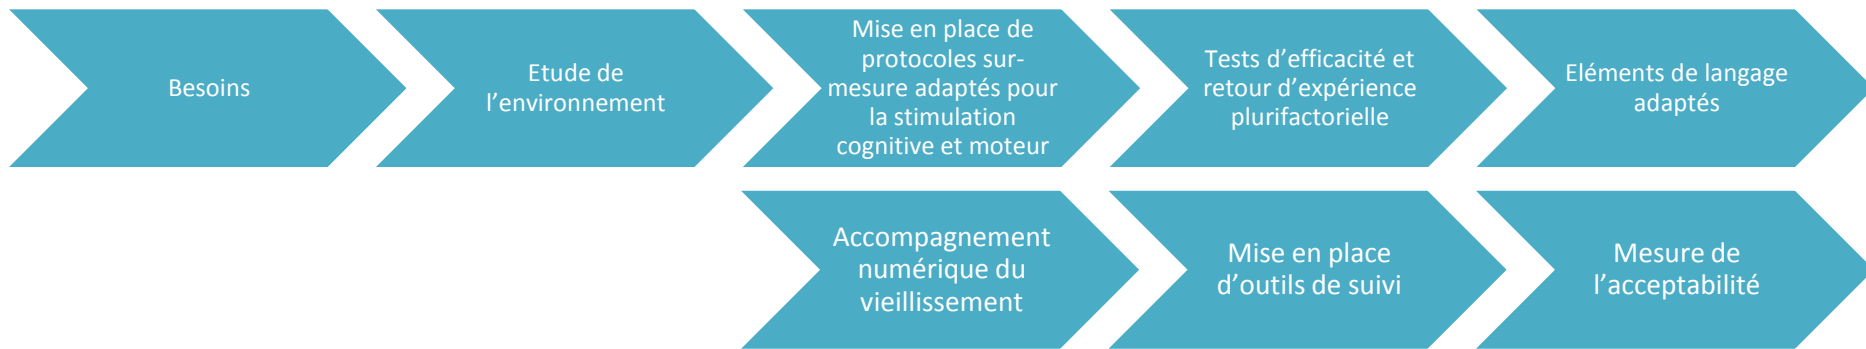 Besoins
Etude de
l’environnement
Mise en place de
protocoles sur-
mesure adaptés pour
la stimulation
cognitive et moteur
Tests d’efficacité et
retour d’expérience
plurifactorielle
Eléments de langage
adaptés
Accompagnement
numérique du
vieillissement
Mise en place
d’outils de suivi
Mesure de
l’acceptabilité